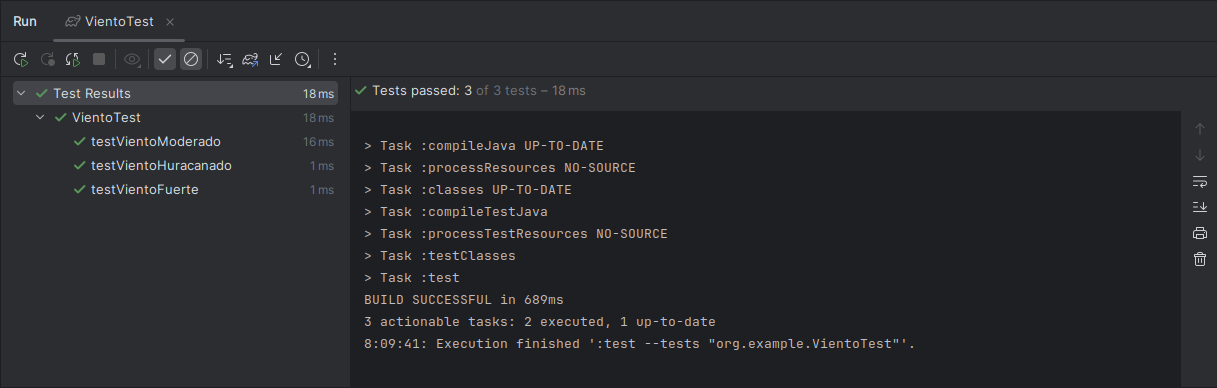 Run VientoTest
Test Results 18 ms
VientoTest 18 ms
testVientoModerado 16 ms
testVientoHuracanado 1 ms
testVientoFuerte 1 ms
Tests passed: 3 of 3 tests – 18 ms
> Task :compileJava UP-TO-DATE
> Task :processResources NO-SOURCE
> Task :classes UP-TO-DATE
> Task :compileTestJava
> Task :processTestResources NO-SOURCE
> Task :testClasses
> Task :test
BUILD SUCCESSFUL in 689ms
3 actionable tasks: 2 executed, 1 up-to-date
8:09:41: Execution finished ':test --tests "org.example.VientoTest"'.